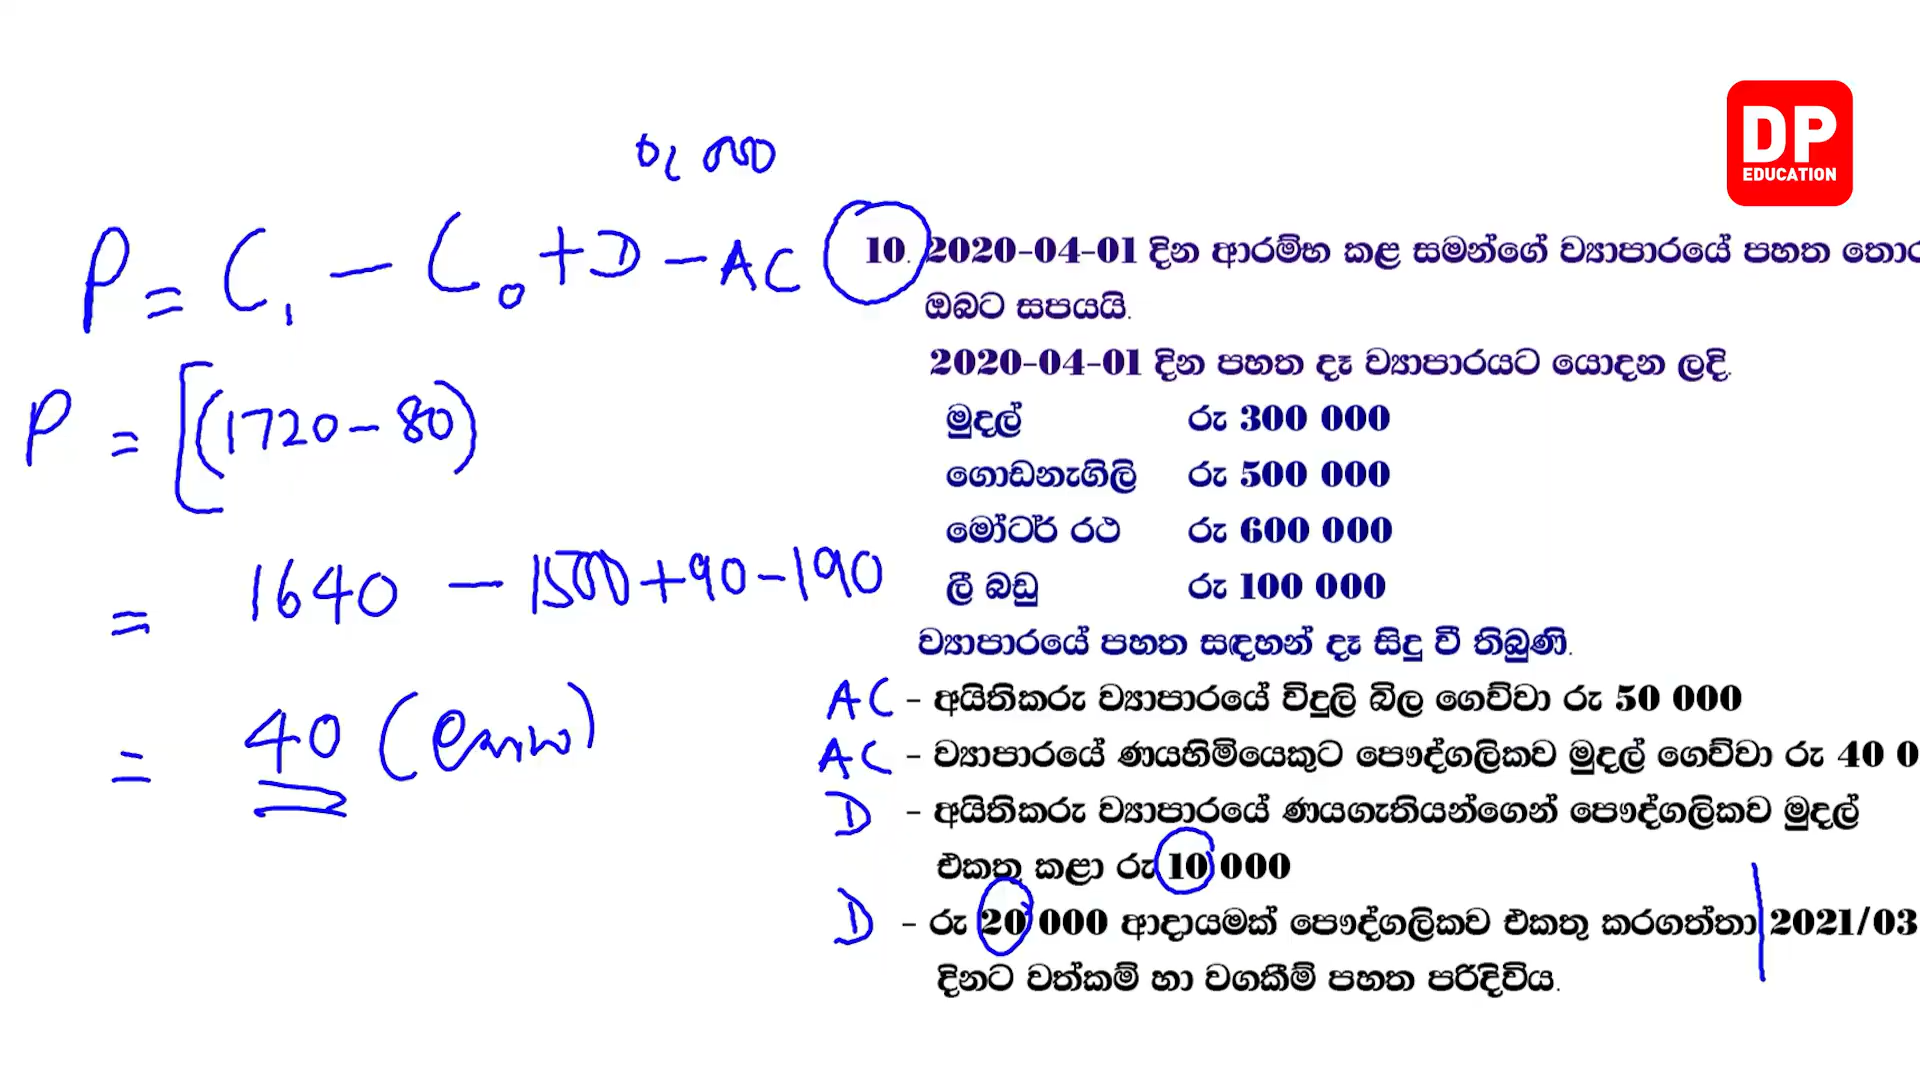 DP
EDUCATION
රු 000
P = C₁ - C₀ + D - AC
P = [(1720 - 80)
= 1640 - 1500 + 90 - 190
= 40 (ලාභය)
10. 2020-04-01 දින ආරම්භ කළ සමන්ගේ ව්‍යාපාරයේ පහත තොර
ඔබට සපයයි.
2020-04-01 දින පහත දෑ ව්‍යාපාරයට යොදන ලදි.
මුදල් රු 300 000
ගොඩනැගිලි රු 500 000
මෝටර් රථ රු 600 000
ලී බඩු රු 100 000
ව්‍යාපාරයේ පහත සඳහන් දෑ සිදු වී තිබුණි.
AC - අයිතිකරු ව්‍යාපාරයේ විදුලි බිල ගෙව්වා රු 50 000
AC - ව්‍යාපාරයේ ණයහිමියෙකුට පෞද්ගලිකව මුදල් ගෙව්වා රු 40 0
D - අයිතිකරු ව්‍යාපාරයේ ණයගැතියන්ගෙන් පෞද්ගලිකව මුදල්
එකතු කළා රු 10 000
D - රු 20 000 ආදායමක් පෞද්ගලිකව එකතු කරගත්තා 2021/03
දිනට වත්කම් හා වගකීම් පහත පරිදිවිය.